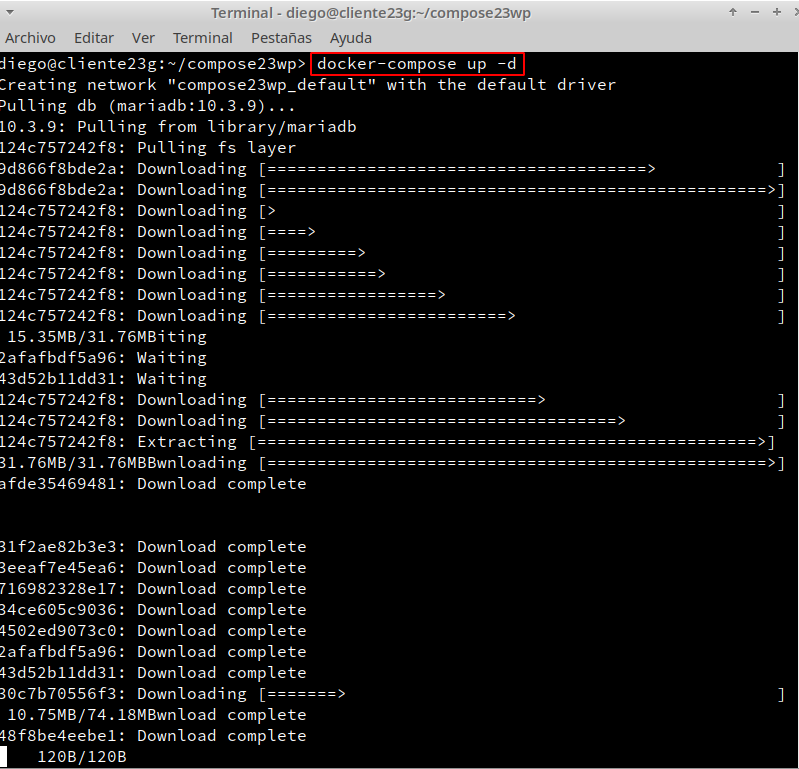 Terminal - diego@cliente23g:~/compose23wp
Archivo Editar Ver Terminal Pestañas Ayuda
diego@cliente23g:~/compose23wp> docker-compose up -d
Creating network "compose23wp_default" with the default driver
Pulling db (mariadb:10.3.9)...
10.3.9: Pulling from library/mariadb
124c757242f8: Pulling fs layer
9d866f8bde2a: Downloading [======================================>            ]
9d866f8bde2a: Downloading [==================================================>]
124c757242f8: Downloading [>                                                  ]
124c757242f8: Downloading [====>                                              ]
124c757242f8: Downloading [=========>                                         ]
124c757242f8: Downloading [===========>                                       ]
124c757242f8: Downloading [=================>                                 ]
124c757242f8: Downloading [========================>                          ]
15.35MB/31.76MBiting
2afafbdf5a96: Waiting
43d52b11dd31: Waiting
124c757242f8: Downloading [===========================>                       ]
124c757242f8: Downloading [===================================>               ]
124c757242f8: Extracting [==================================================>]
31.76MB/31.76MBBwnloading [==================================================>]
afde35469481: Download complete
31f2ae82b3e3: Download complete
3eeaf7e45ea6: Download complete
716982328e17: Download complete
34ce605c9036: Download complete
4502ed9073c0: Download complete
2afafbdf5a96: Download complete
43d52b11dd31: Download complete
30c7b70556f3: Downloading [=======>                                           ]
10.75MB/74.18MBwnload complete
48f8be4eebe1: Download complete
120B/120B